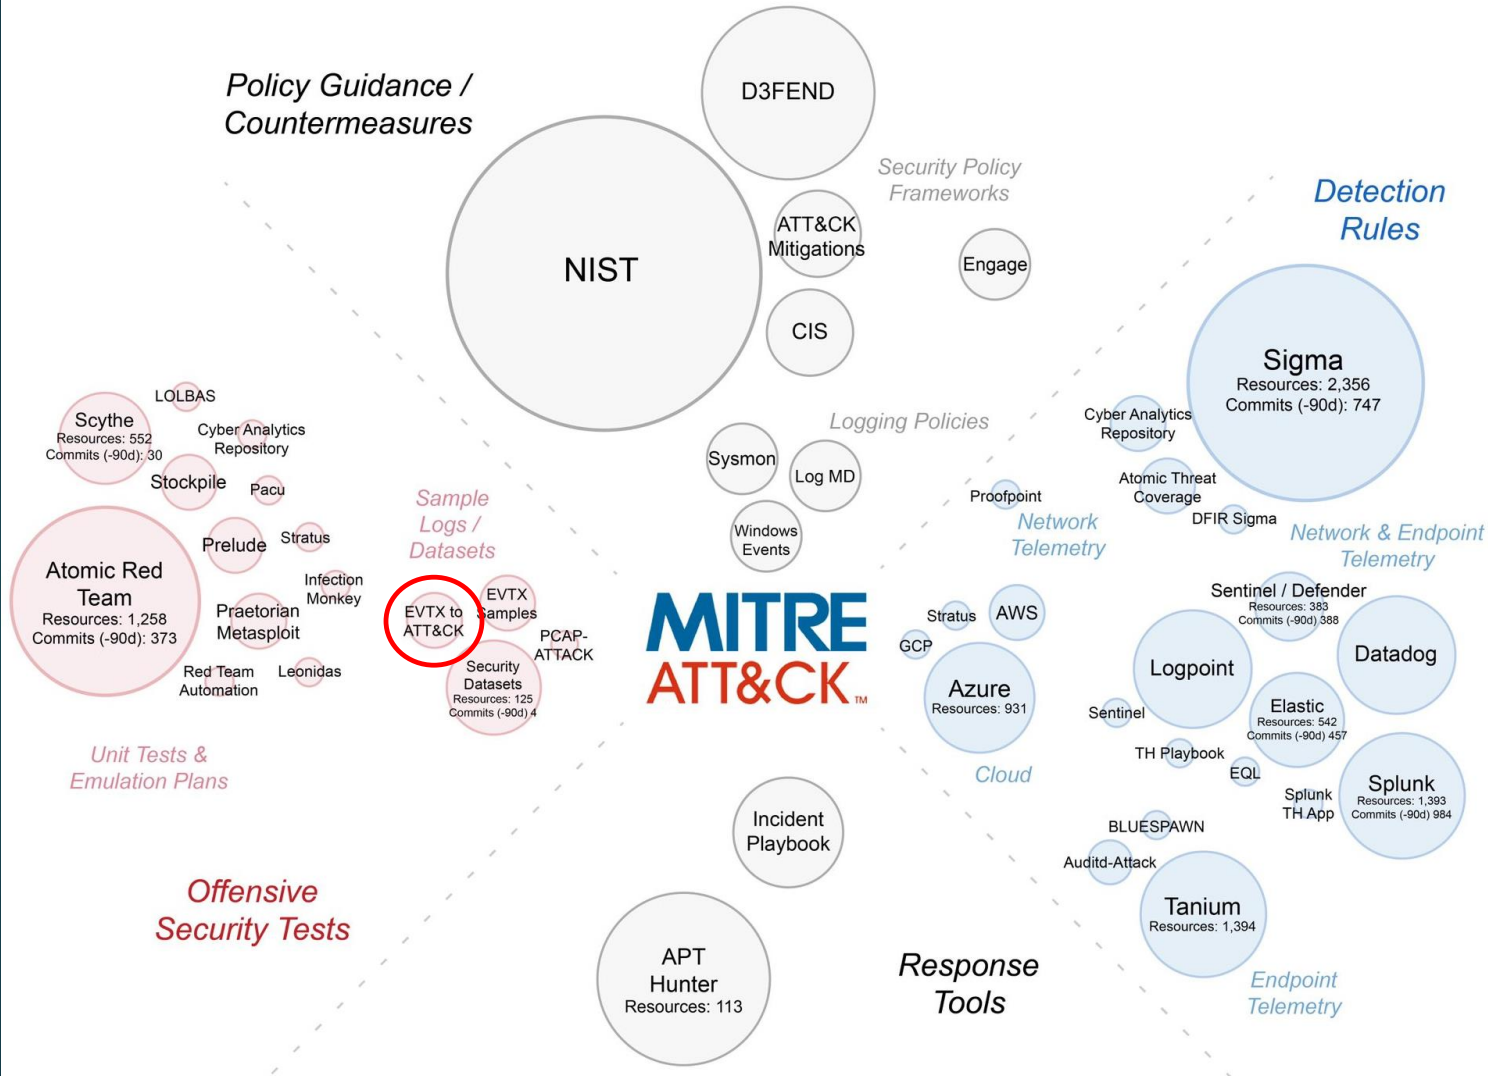 Policy Guidance /
Countermeasures
D3FEND
Security Policy
Frameworks
NIST
ATT&CK
Mitigations
Engage
CIS
Logging Policies
Sysmon
Log MD
Windows
Events
Detection
Rules
Sigma
Resources: 2,356
Commits (-90d): 747
Cyber Analytics
Repository
Atomic Threat
Coverage
DFIR Sigma
Proofpoint
Network
Telemetry
Network & Endpoint
Telemetry
Stratus
AWS
GCP
Azure
Resources: 931
Cloud
Sentinel / Defender
Resources: 383
Commits (-90d) 388
Logpoint
Datadog
Sentinel
Elastic
Resources: 542
Commits (-90d) 457
TH Playbook
EQL
Splunk
TH App
Splunk
Resources: 1,393
Commits (-90d) 984
BLUESPAWN
Auditd-Attack
Tanium
Resources: 1,394
Endpoint
Telemetry
LOLBAS
Scythe
Resources: 552
Commits (-90d): 30
Cyber Analytics
Repository
Stockpile
Pacu
Prelude
Stratus
Atomic Red
Team
Resources: 1,258
Commits (-90d): 373
Infection
Monkey
Praetorian
Metasploit
Red Team
Automation
Leonidas
Unit Tests &
Emulation Plans
Sample
Logs /
Datasets
EVTX to
ATT&CK
EVTX
Samples
PCAP-
ATTACK
Security
Datasets
Resources: 125
Commits (-90d) 4
Offensive
Security Tests
MITRE
ATT&CK™
Incident
Playbook
APT
Hunter
Resources: 113
Response
Tools